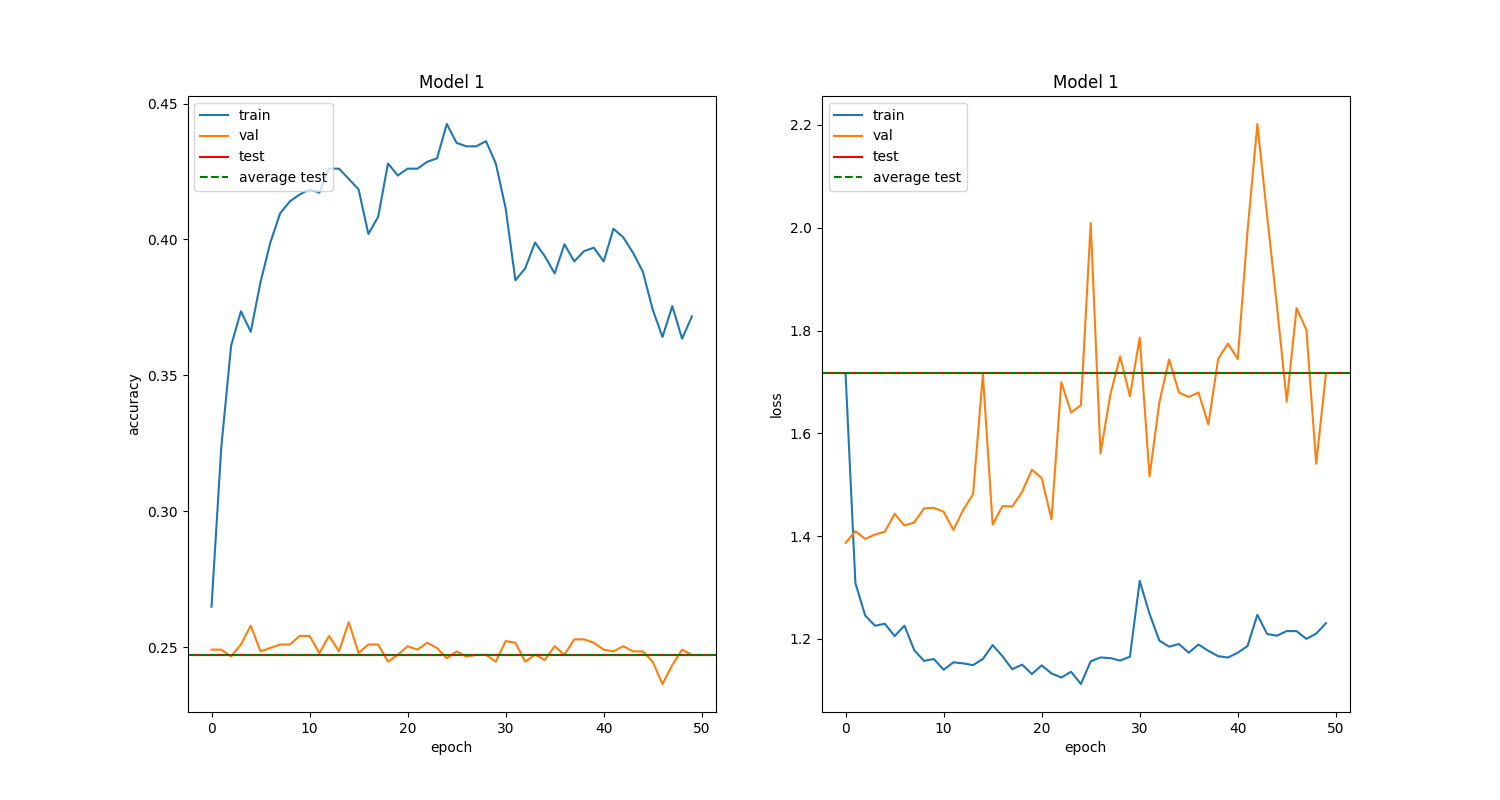 Model 1
train
val
test
average test
0.45
0.40
0.35
0.30
0.25
accuracy
0 10 20 30 40 50
epoch
Model 1
train
val
test
average test
2.2
2.0
1.8
1.6
1.4
1.2
loss
0 10 20 30 40 50
epoch